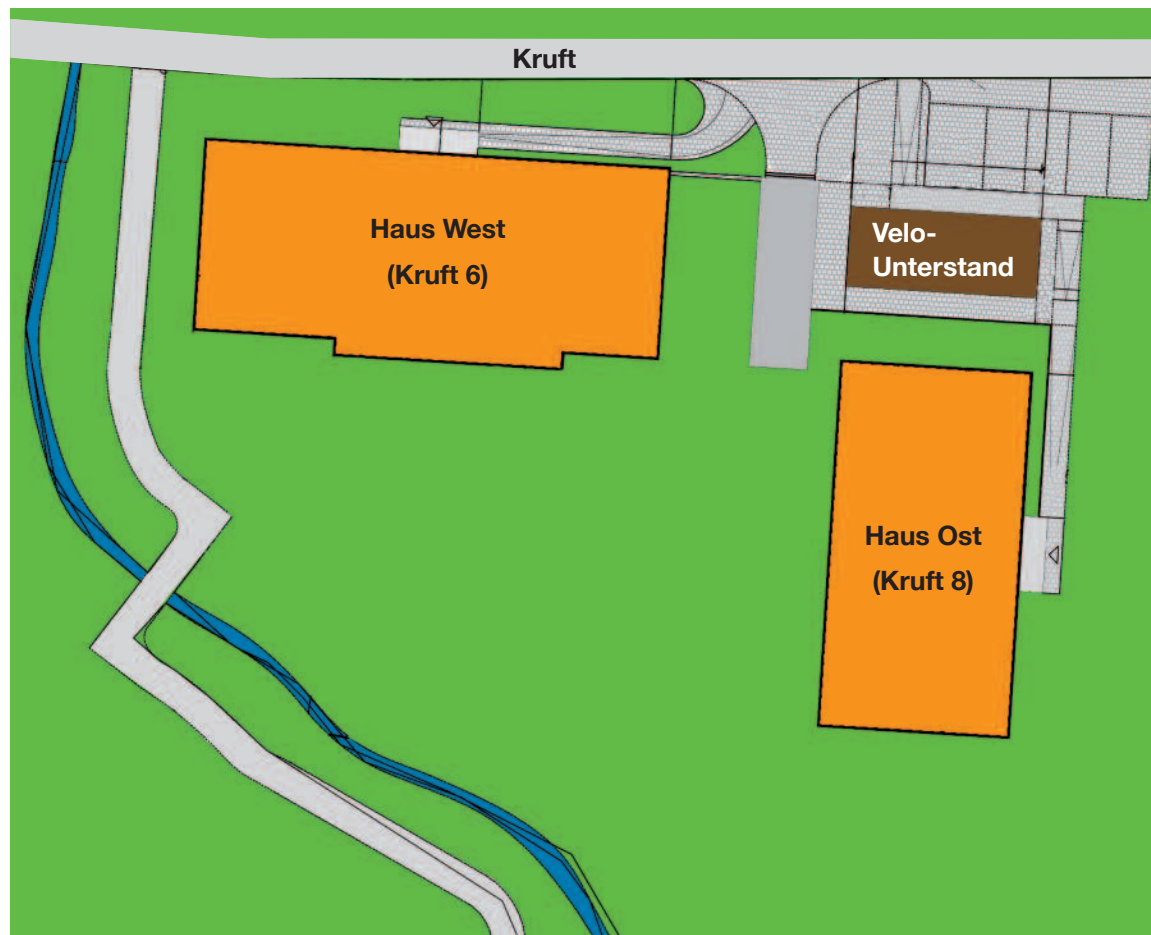 Kruft
Haus West
(Kruft 6)
Velo-
Unterstand
Haus Ost
(Kruft 8)